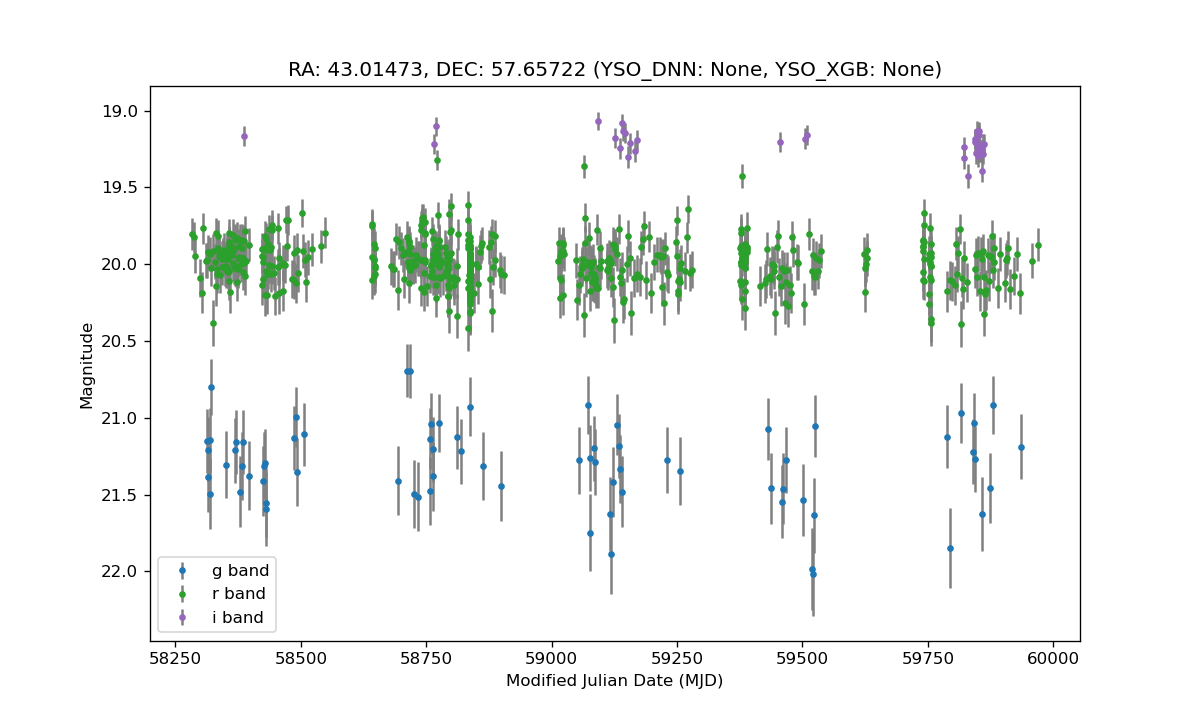 RA: 43.01473, DEC: 57.65722 (YSO_DNN: None, YSO_XGB: None)
19.0
19.5
20.0
20.5
21.0
21.5
22.0
Magnitude
g band
r band
i band
58250 58500 58750 59000 59250 59500 59750 60000
Modified Julian Date (MJD)